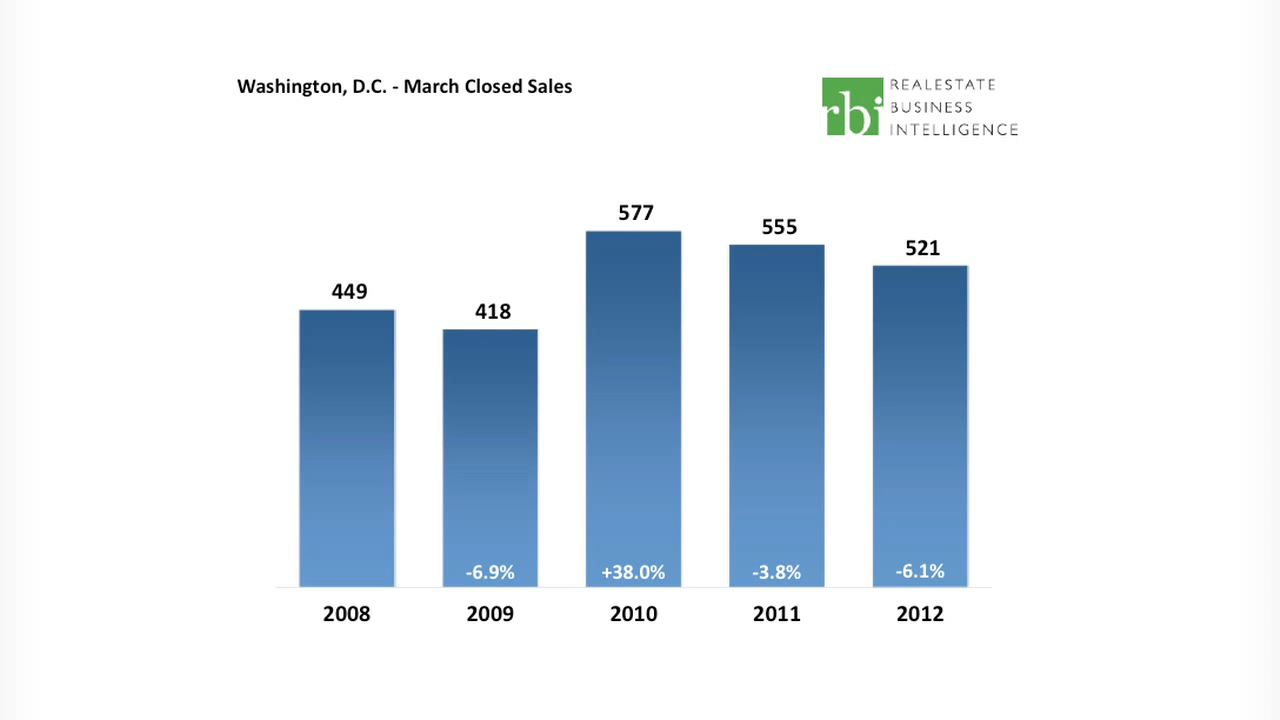 Washington, D.C. - March Closed Sales
rbi
REALESTATE
BUSINESS
INTELLIGENCE
449
418
577
555
521
-6.9%
+38.0%
-3.8%
-6.1%
2008
2009
2010
2011
2012